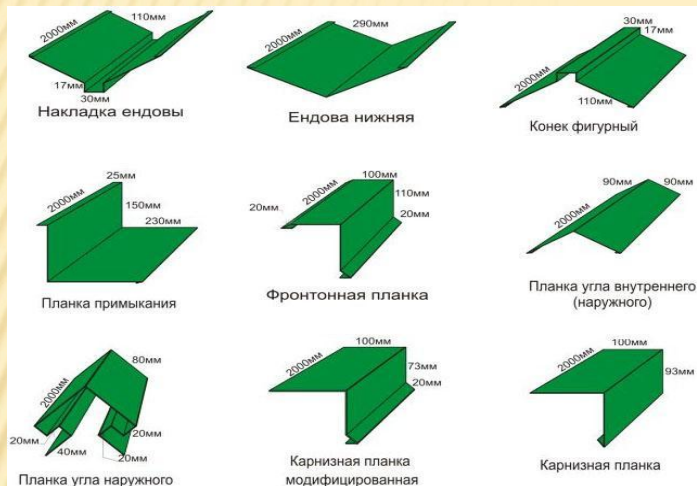 2000мм
110мм
17мм
30мм
Накладка ендовы
2000мм
290мм
Ендова нижняя
30мм
17мм
2000мм
110мм
Конек фигурный
25мм
2000мм
150мм
230мм
Планка примыкания
100мм
2000мм
110мм
20мм
20мм
Фронтонная планка
90мм
90мм
2000мм
Планка угла внутреннего
(наружного)
80мм
2000мм
20мм
40мм
20мм
20мм
Планка угла наружного
100мм
2000мм
73мм
20мм
Карнизная планка
модифицированная
100мм
2000мм
93мм
Карнизная планка